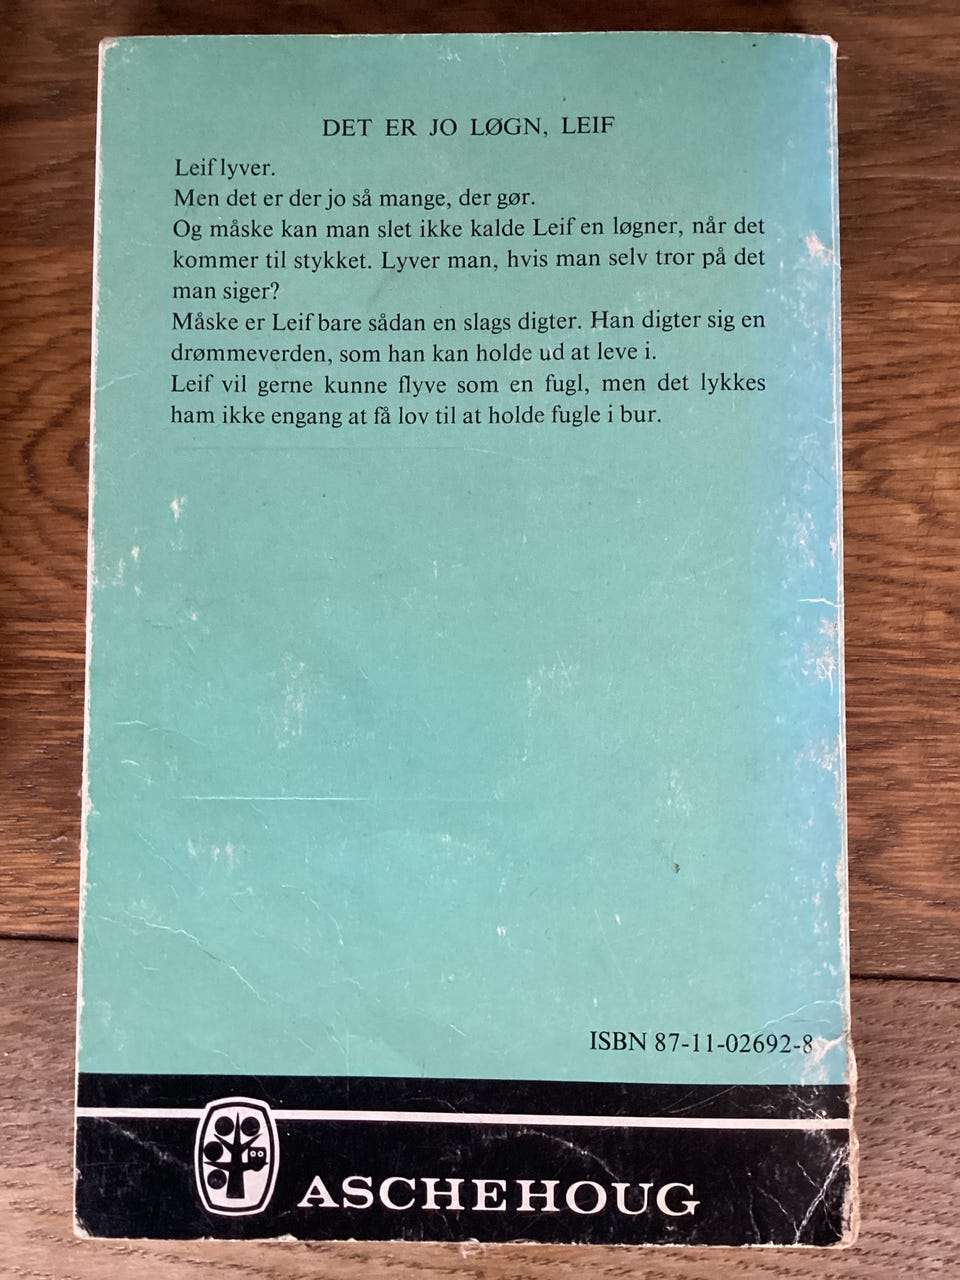 DET ER JO LØGN, LEIF
Leif lyver.
Men det er der jo så mange, der gør.
Og måske kan man slet ikke kalde Leif en løgner, når det
kommer til stykket. Lyver man, hvis man selv tror på det
man siger?
Måske er Leif bare sådan en slags digter. Han digter sig en
drømmeverden, som han kan holde ud at leve i.
Leif vil gerne kunne flyve som en fugl, men det lykkes
ham ikke engang at få lov til at holde fugle i bur.
ISBN 87-11-02692-8
ASCHEHOUG